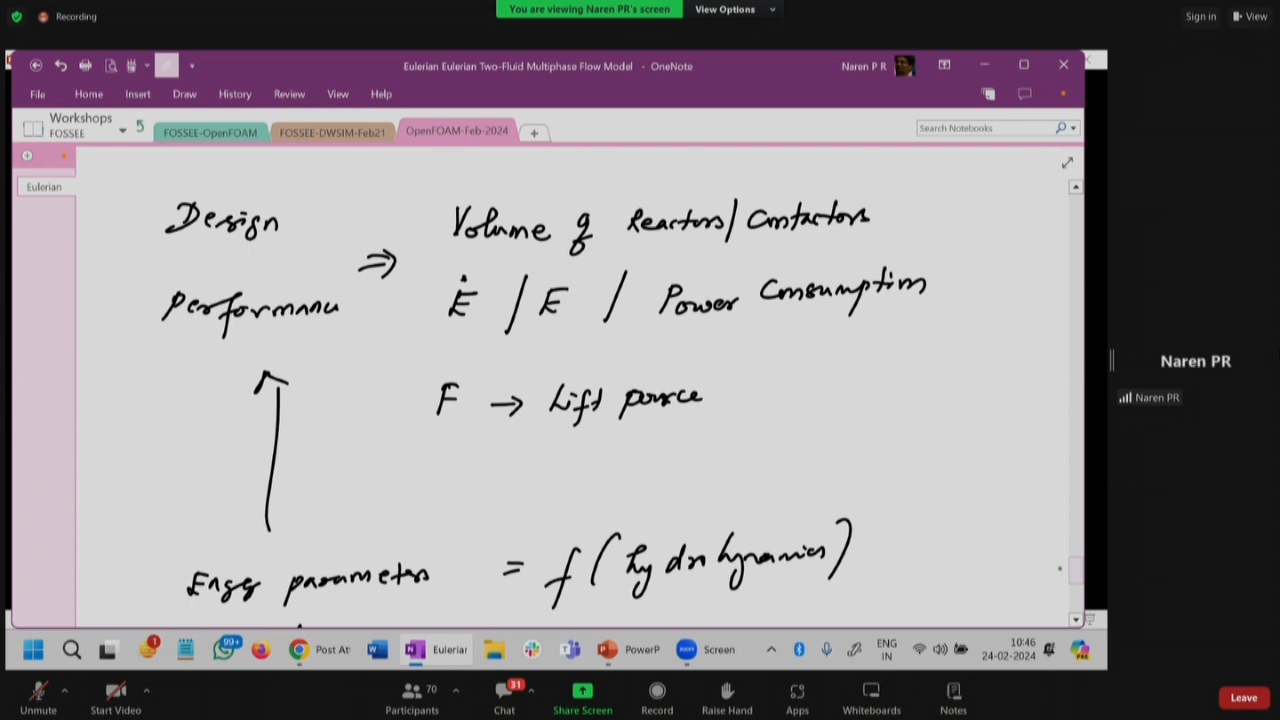 Recording
You are viewing Naren PR's screen
View Options
Sign in
View
Eulerian Eulerian Two-Fluid Multiphase Flow Model - OneNote
Naren P R
File Home Insert Draw History Review View Help
Workshops
FOSSEE
FOSSEE-OpenFOAM
FOSSEE-DWSIM-Feb21
OpenFOAM-Feb-2024
Search Notebooks
Eulerian
Design ⇒ Volume of Reactors/Contactors
Performance Ė / E / Power Consumption
F → Lift
Engg parameters = f(hydrodynamics)
Naren PR
Naren PR
1
99+
Post At
Eulerian
PowerP
Screen
ENG
IN
10:46
24-02-2024
Unmute
Start Video
70
Participants
31
Chat
Share Screen
Record
Raise Hand
Apps
Whiteboards
Notes
Leave